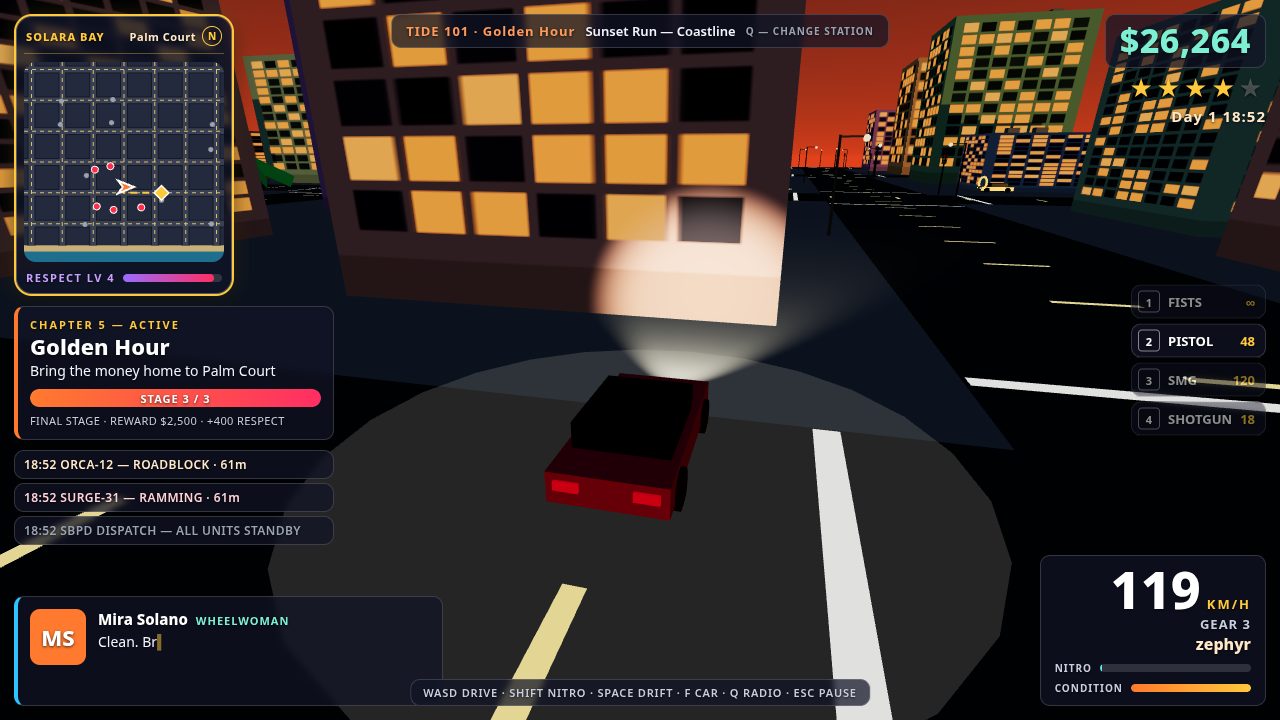 SOLARA BAY Palm Court N
RESPECT LV 4
TIDE 101 · Golden Hour Sunset Run — Coastline Q — CHANGE STATION
$26,264
Day 1 18:52
CHAPTER 5 — ACTIVE
Golden Hour
Bring the money home to Palm Court
STAGE 3 / 3
FINAL STAGE · REWARD $2,500 · +400 RESPECT
18:52 ORCA-12 — ROADBLOCK · 61m
18:52 SURGE-31 — RAMMING · 61m
18:52 SBPD DISPATCH — ALL UNITS STANDBY
1 FISTS ∞
2 PISTOL 48
3 SMG 120
4 SHOTGUN 18
MS
Mira Solano WHEELWOMAN
Clean. Br
WASD DRIVE · SHIFT NITRO · SPACE DRIFT · F CAR · Q RADIO · ESC PAUSE
119 KM/H
GEAR 3
zephyr
NITRO
CONDITION